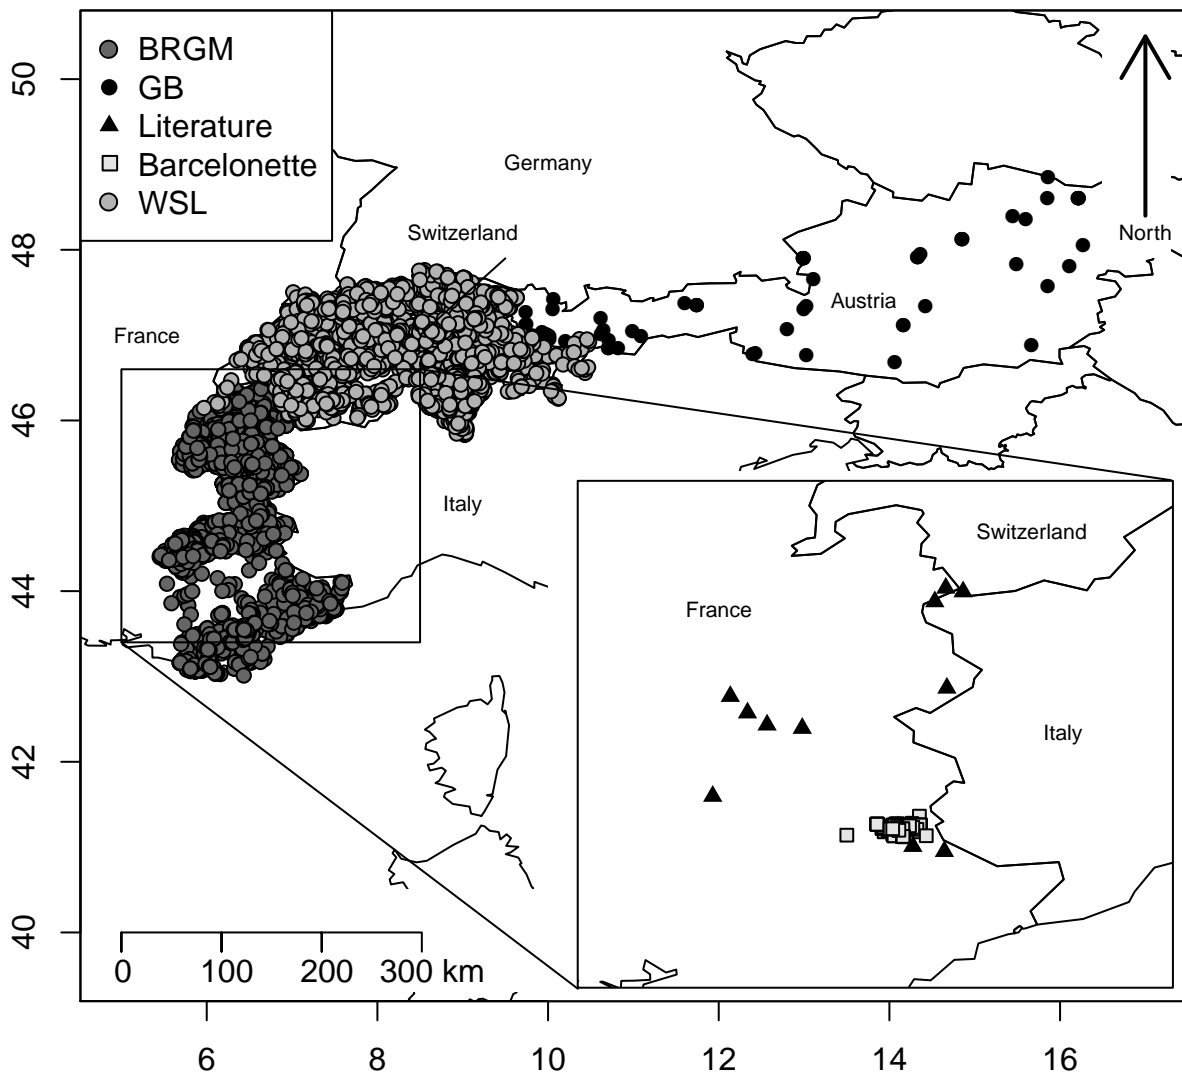 BRGM
GB
Literature
Barcelonette
WSL
North
Germany
Switzerland
France
Austria
Italy
Switzerland
France
Italy
0 100 200 300 km
50
48
46
44
42
40
6 8 10 12 14 16